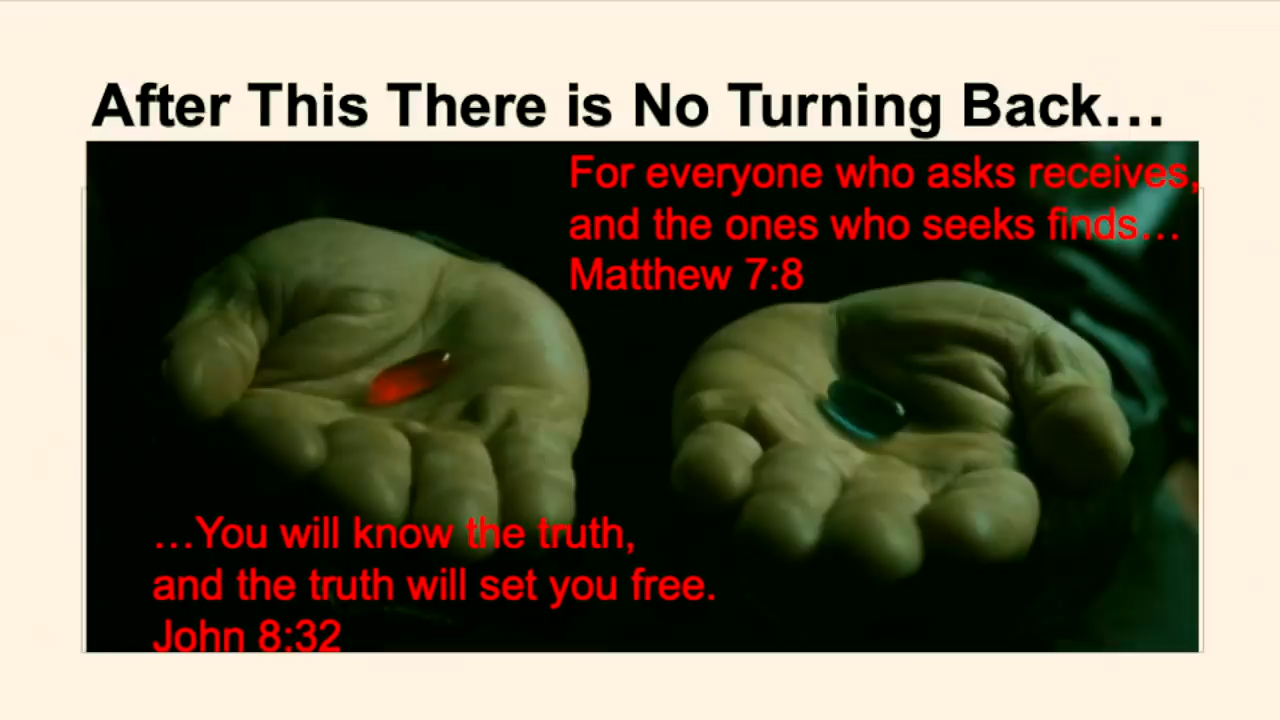 After This There is No Turning Back…
For everyone who asks receives,
and the ones who seeks finds…
Matthew 7:8
…You will know the truth,
and the truth will set you free.
John 8:32